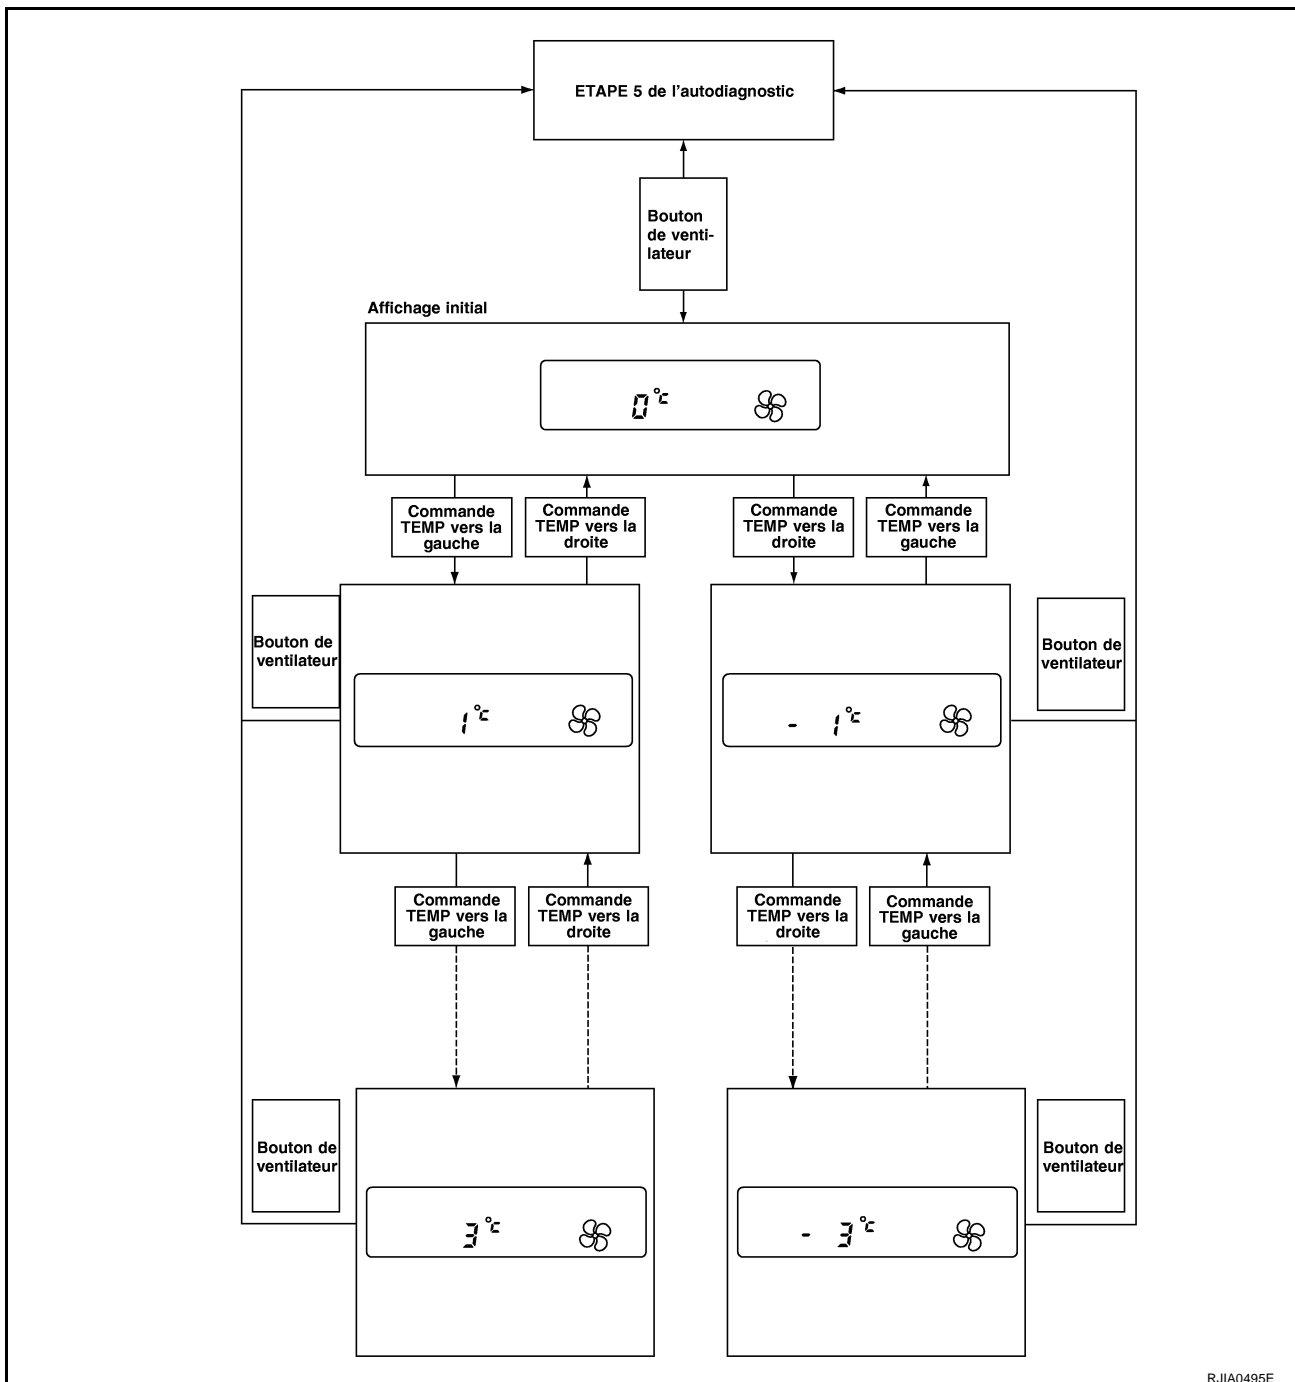 ETAPE 5 de l'autodiagnostic
Bouton
de venti-
lateur
Affichage initial
0°C
Commande
TEMP vers la
gauche
Commande
TEMP vers la
droite
Commande
TEMP vers la
droite
Commande
TEMP vers la
gauche
Bouton de
ventilateur
Bouton de
ventilateur
1°C
- 1°C
Commande
TEMP vers la
gauche
Commande
TEMP vers la
droite
Commande
TEMP vers la
droite
Commande
TEMP vers la
gauche
Bouton de
ventilateur
Bouton de
ventilateur
3°C
- 3°C
RJIA0495E